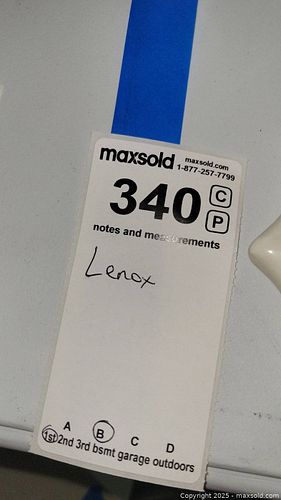 maxsold maxsold.com
1-877-257-7799
340 C
P
notes and measurements
Lenox
A B C D
1st 2nd 3rd bsmt garage outdoors
Copyright 2025 - maxsold.com